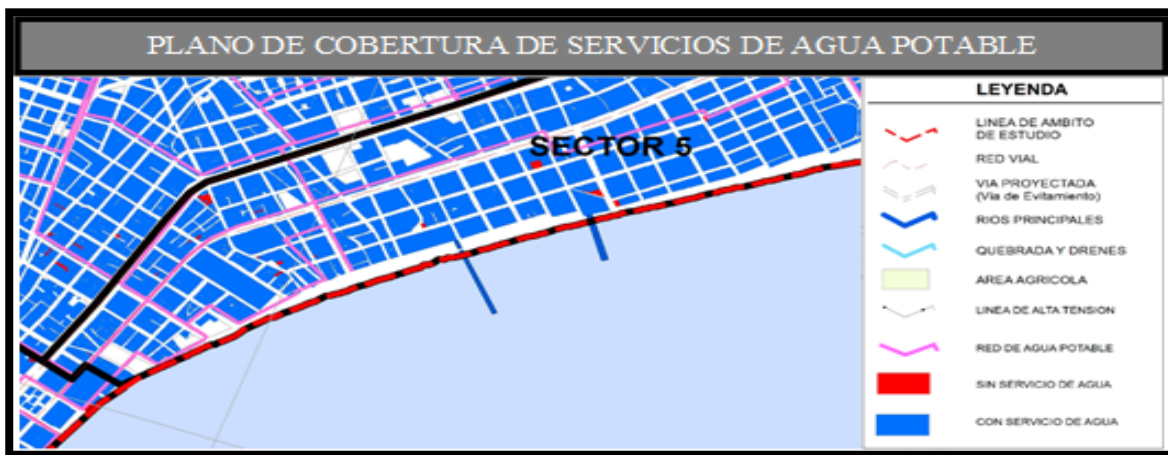 PLANO DE COBERTURA DE SERVICIOS DE AGUA POTABLE
SECTOR 5
LEYENDA
LINEA DE AMBITO
DE ESTUDIO
RED VIAL
VIA PROYECTADA
(Via de Evitamiento)
RIOS PRINCIPALES
QUEBRADA Y DRENES
AREA AGRICOLA
LINEA DE ALTA TENSION
RED DE AGUA POTABLE
SIN SERVICIO DE AGUA
CON SERVICIO DE AGUA